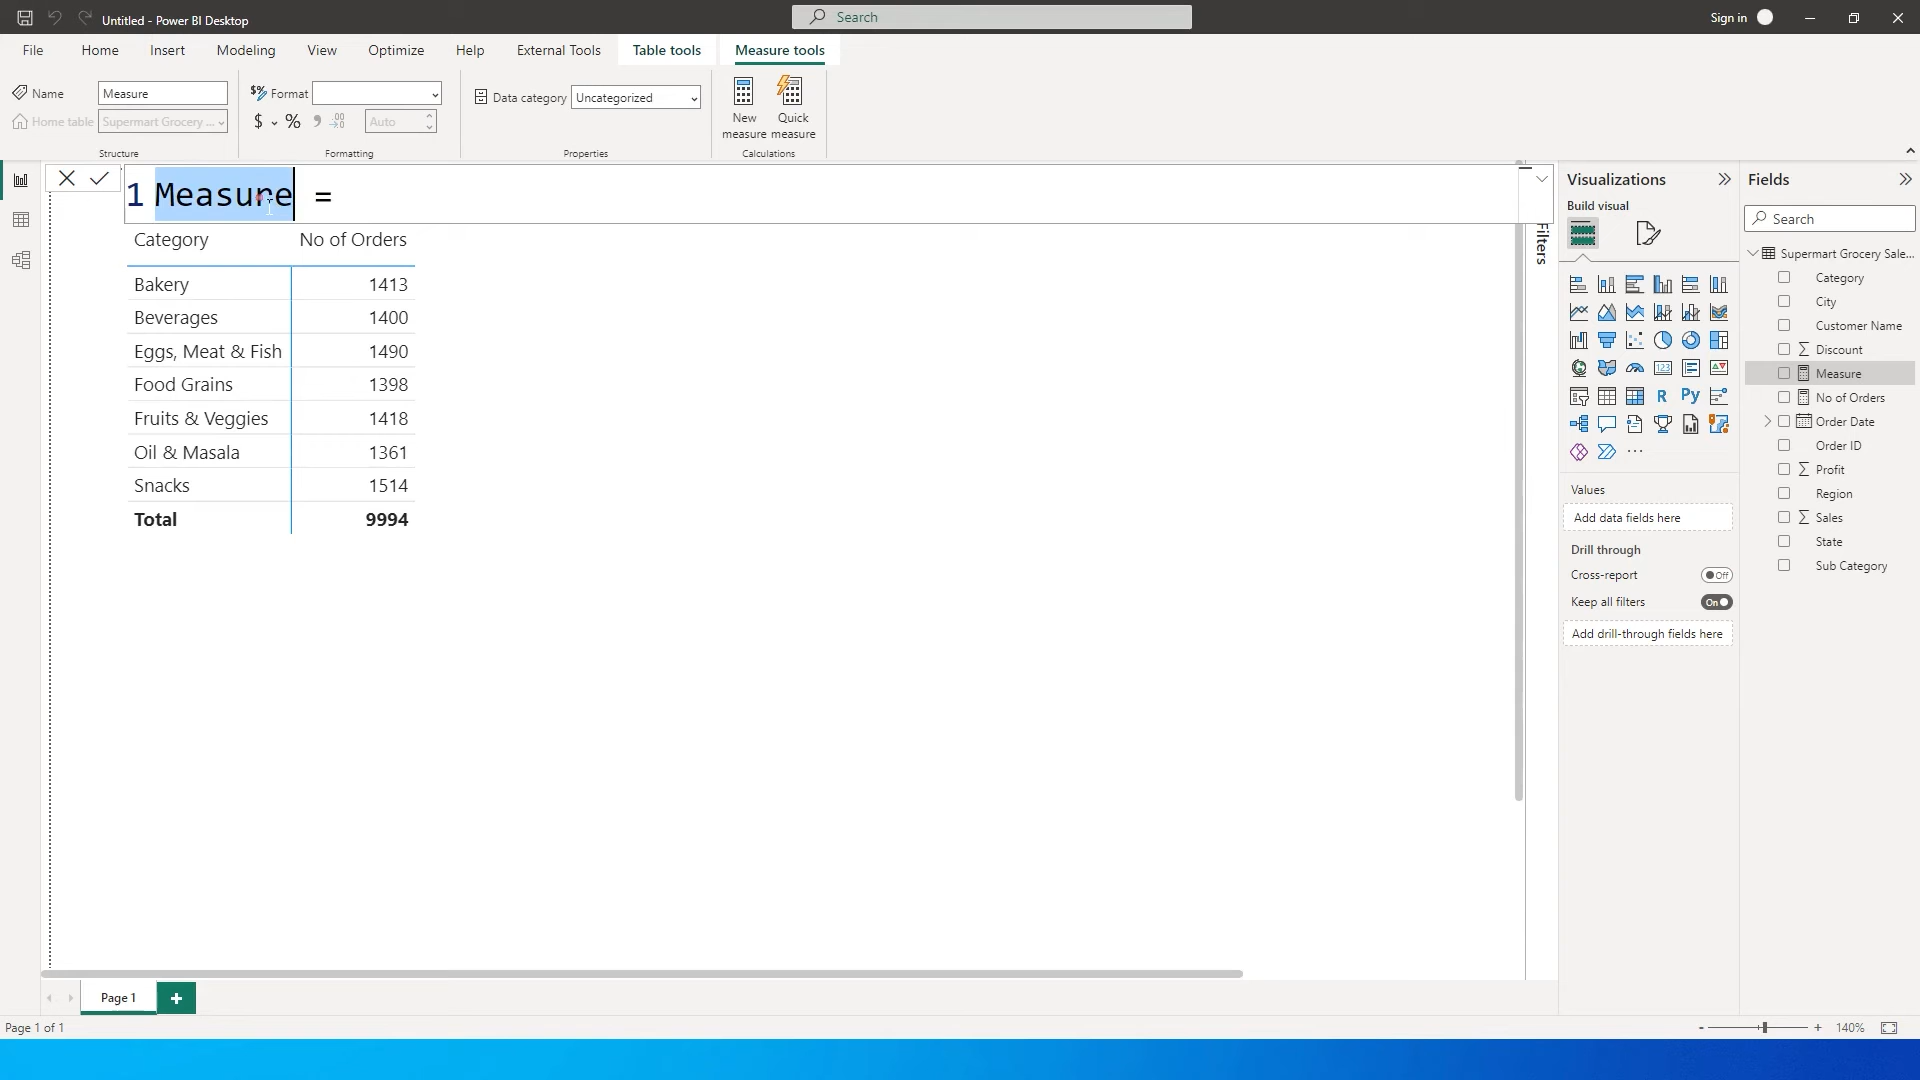 Untitled - Power BI Desktop
Search
Sign in
File Home Insert Modeling View Optimize Help External Tools Table tools Measure tools
Name Measure
Home table Supermart Grocery ...
Structure
Format
$ % Auto
Formatting
Data category Uncategorized
Properties
New measure
Quick measure
Calculations
1 Measure =
Category No of Orders
Bakery 1413
Beverages 1400
Eggs, Meat & Fish 1490
Food Grains 1398
Fruits & Veggies 1418
Oil & Masala 1361
Snacks 1514
Total 9994
Filters
Visualizations
Build visual
123
R Py
...
Values
Add data fields here
Drill through
Cross-report Off
Keep all filters On
Add drill-through fields here
Fields
Search
Supermart Grocery Sale...
Category
City
Customer Name
Discount
Measure
No of Orders
Order Date
Order ID
Profit
Region
Sales
State
Sub Category
Page 1
Page 1 of 1
- + 140%